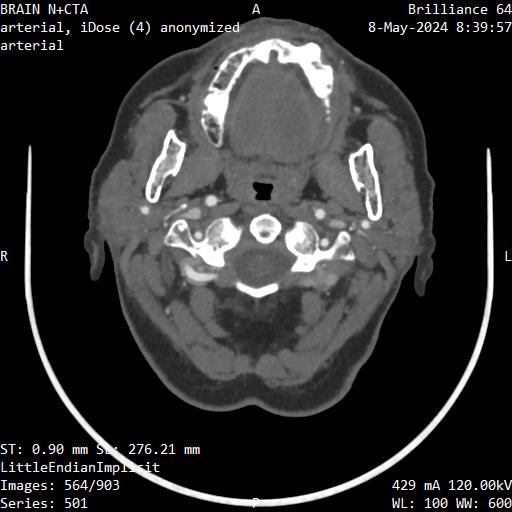 BRAIN N+CTA
arterial, iDose (4) anonymized
arterial
A
Brilliance 64
8-May-2024 8:39:57
R
L
ST: 0.90 mm SL: 276.21 mm
LittleEndianImplicit
Images: 564/903
Series: 501
P
429 mA 120.00kV
WL: 100 WW: 600